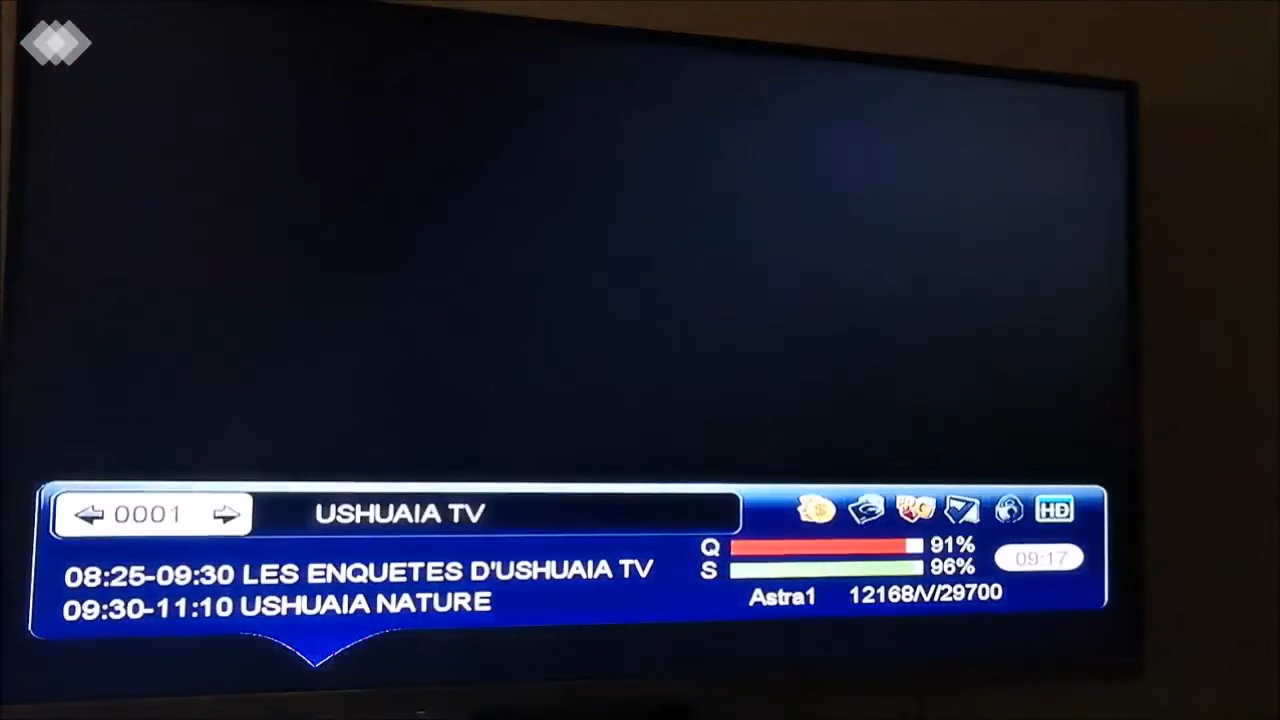 0001 USHUAIA TV HD
Q 91%
08:25-09:30 LES ENQUETES D'USHUAIA TV S 96% 09:17
09:30-11:10 USHUAIA NATURE Astra1 12168/V/29700